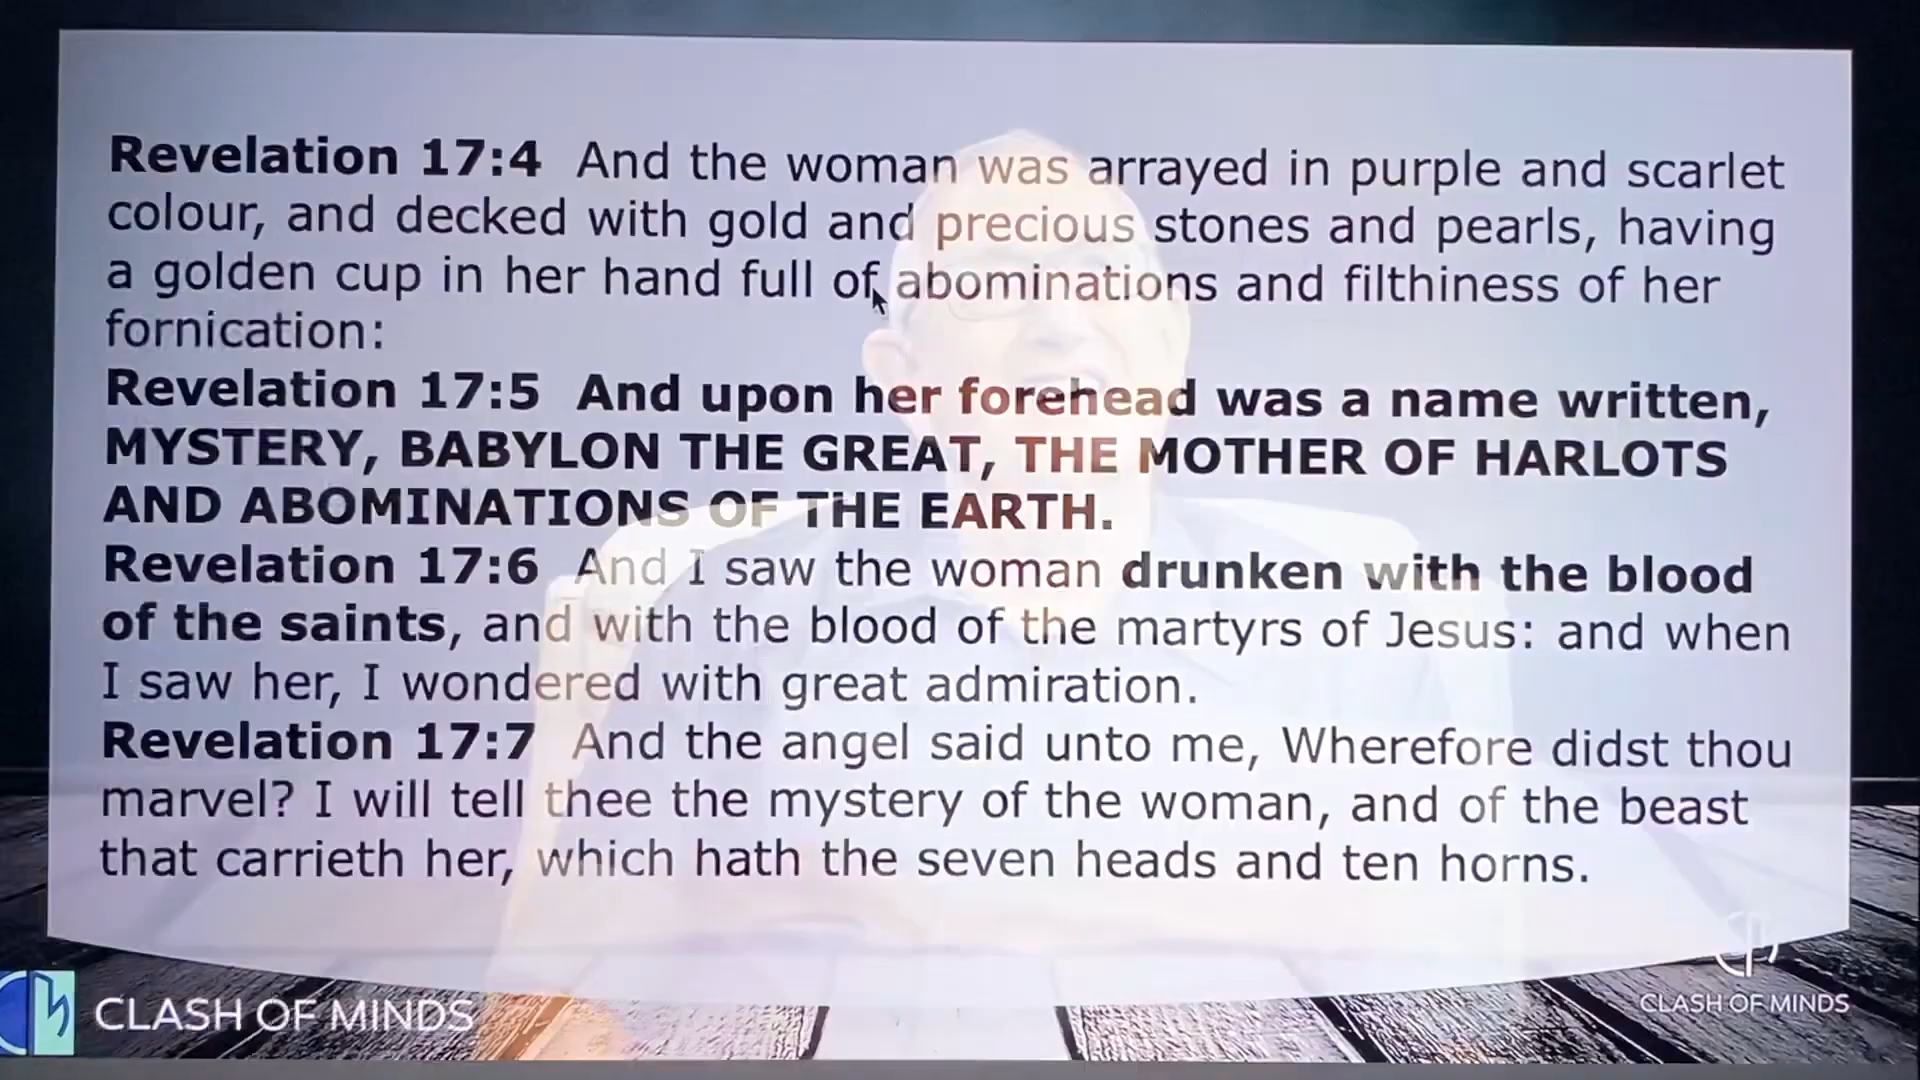 Revelation 17:4 And the woman was arrayed in purple and scarlet
colour, and decked with gold and precious stones and pearls, having
a golden cup in her hand full of abominations and filthiness of her
fornication:
Revelation 17:5 And upon her forehead was a name written,
MYSTERY, BABYLON THE GREAT, THE MOTHER OF HARLOTS
AND ABOMINATIONS OF THE EARTH.
Revelation 17:6 And I saw the woman drunken with the blood
of the saints, and with the blood of the martyrs of Jesus: and when
I saw her, I wondered with great admiration.
Revelation 17:7 And the angel said unto me, Wherefore didst thou
marvel? I will tell thee the mystery of the woman, and of the beast
that carrieth her, which hath the seven heads and ten horns.
CLASH OF MINDS
CLASH OF MINDS